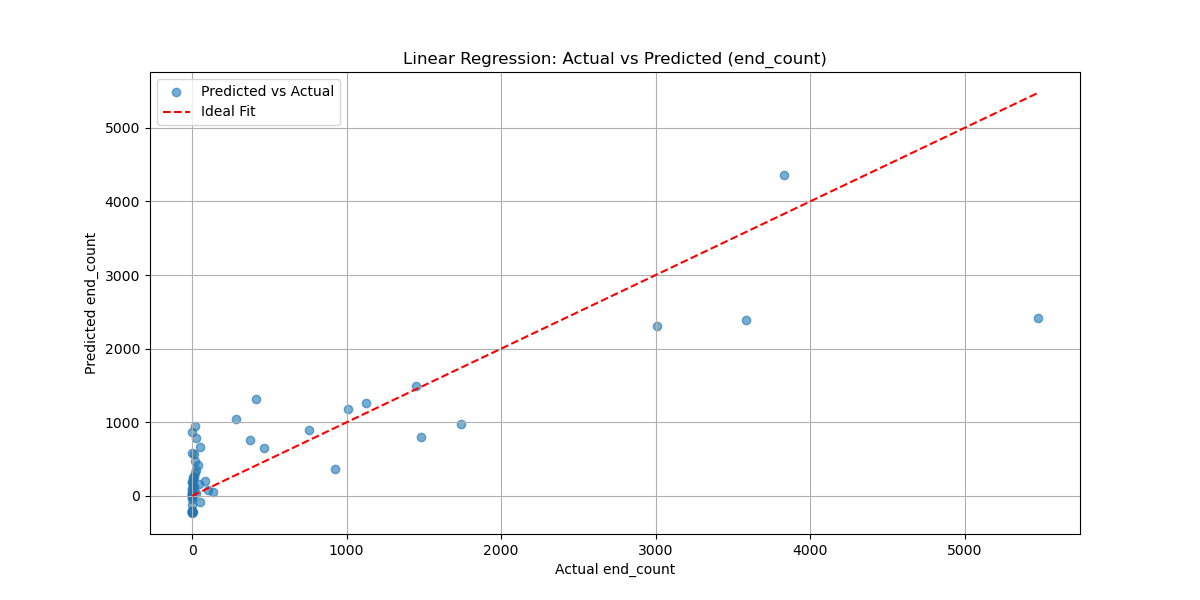 Linear Regression: Actual vs Predicted (end_count)
Predicted vs Actual
Ideal Fit
Predicted end_count
5000
4000
3000
2000
1000
0
0 1000 2000 3000 4000 5000
Actual end_count